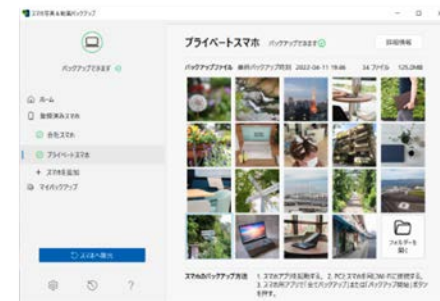 スマホ写真&動画バックアップ
バックアップできます
ホーム
登録済みスマホ
会社スマホ
プライベートスマホ
+ スマホを追加
マイバックアップ
スマホへ復元
プライベートスマホ バックアップできます
詳細情報
バックアップファイル 最終バックアップ時刻 2022-04-11 19:46 34 ファイル 125.0MB
フォルダーを
開く
スマホのバックアップ方法 1. スマホアプリを起動する。 2. PCとスマホを同じWi-Fiに接続する。
3. スマホ用アプリで「全てバックアップ」または「バックアップ開始」ボタン
を押す。